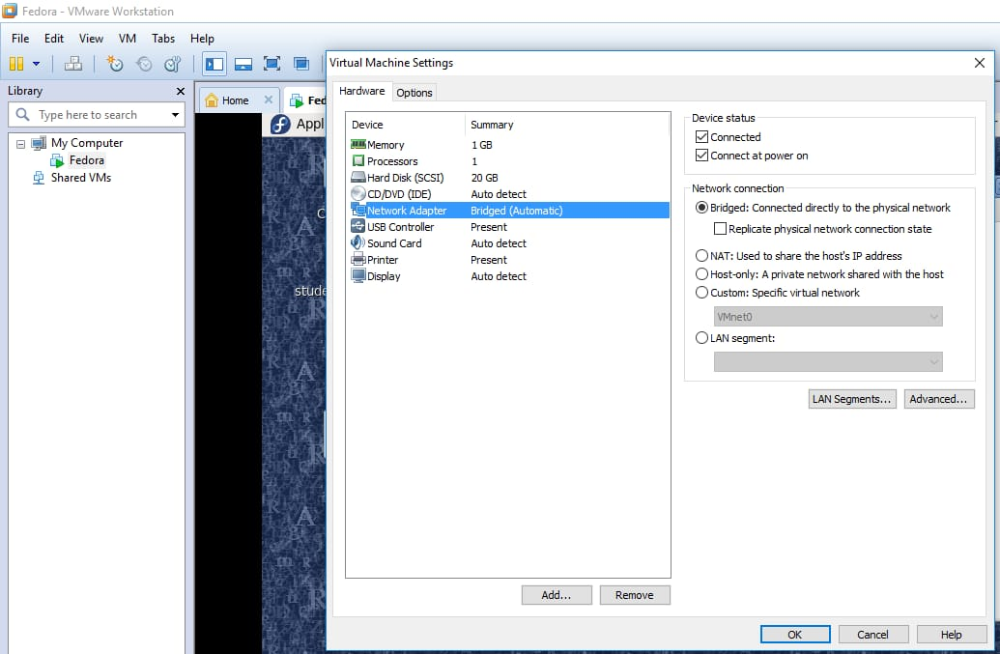 Fedora - VMware Workstation
File Edit View VM Tabs Help
Library
Type here to search
My Computer
Fedora
Shared VMs
Home
Fed
Appl
stude
Virtual Machine Settings
Hardware Options
Device Summary
Memory 1 GB
Processors 1
Hard Disk (SCSI) 20 GB
CD/DVD (IDE) Auto detect
Network Adapter Bridged (Automatic)
USB Controller Present
Sound Card Auto detect
Printer Present
Display Auto detect
Add...
Remove
Device status
Connected
Connect at power on
Network connection
Bridged: Connected directly to the physical network
Replicate physical network connection state
NAT: Used to share the host's IP address
Host-only: A private network shared with the host
Custom: Specific virtual network
VMnet0
LAN segment:
LAN Segments... Advanced...
OK Cancel Help